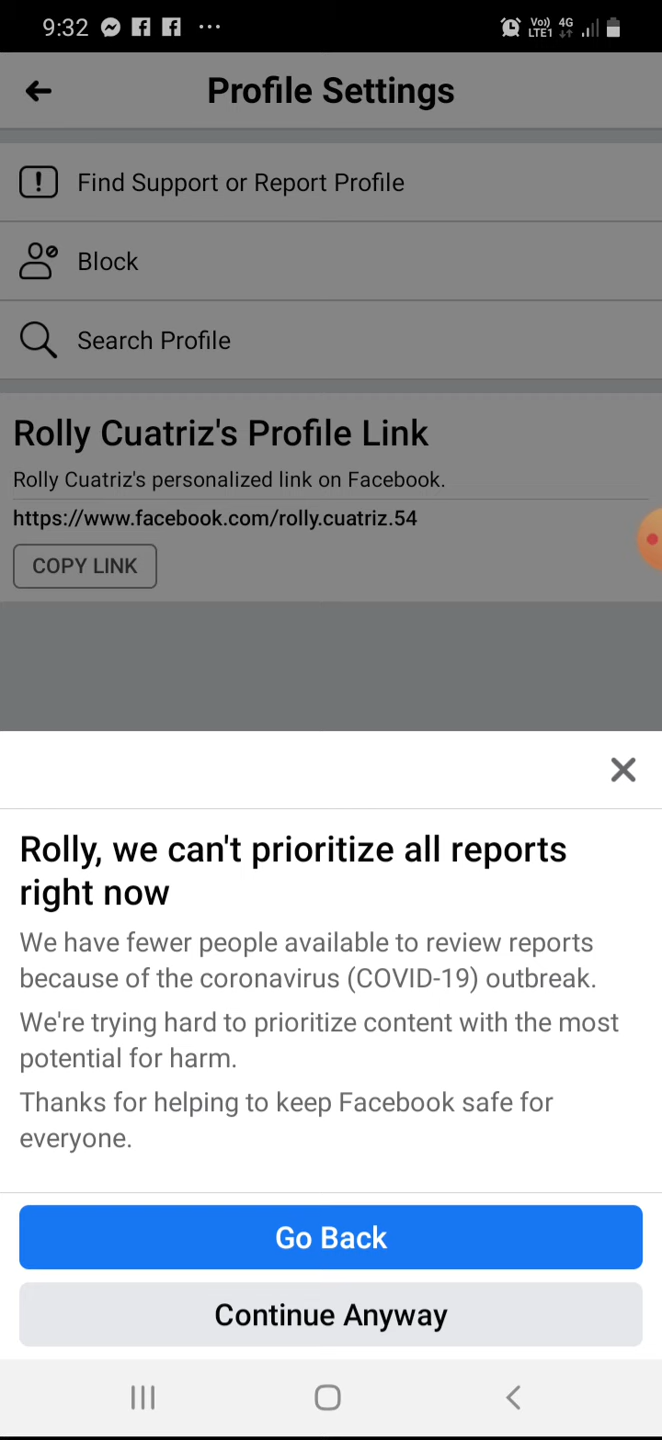 9:32 ... Vo)) LTE1 4G
Profile Settings
Find Support or Report Profile
Block
Search Profile
Rolly Cuatriz's Profile Link
Rolly Cuatriz's personalized link on Facebook.
https://www.facebook.com/rolly.cuatriz.54
COPY LINK
Rolly, we can't prioritize all reports
right now
We have fewer people available to review reports
because of the coronavirus (COVID-19) outbreak.
We're trying hard to prioritize content with the most
potential for harm.
Thanks for helping to keep Facebook safe for
everyone.
Go Back
Continue Anyway